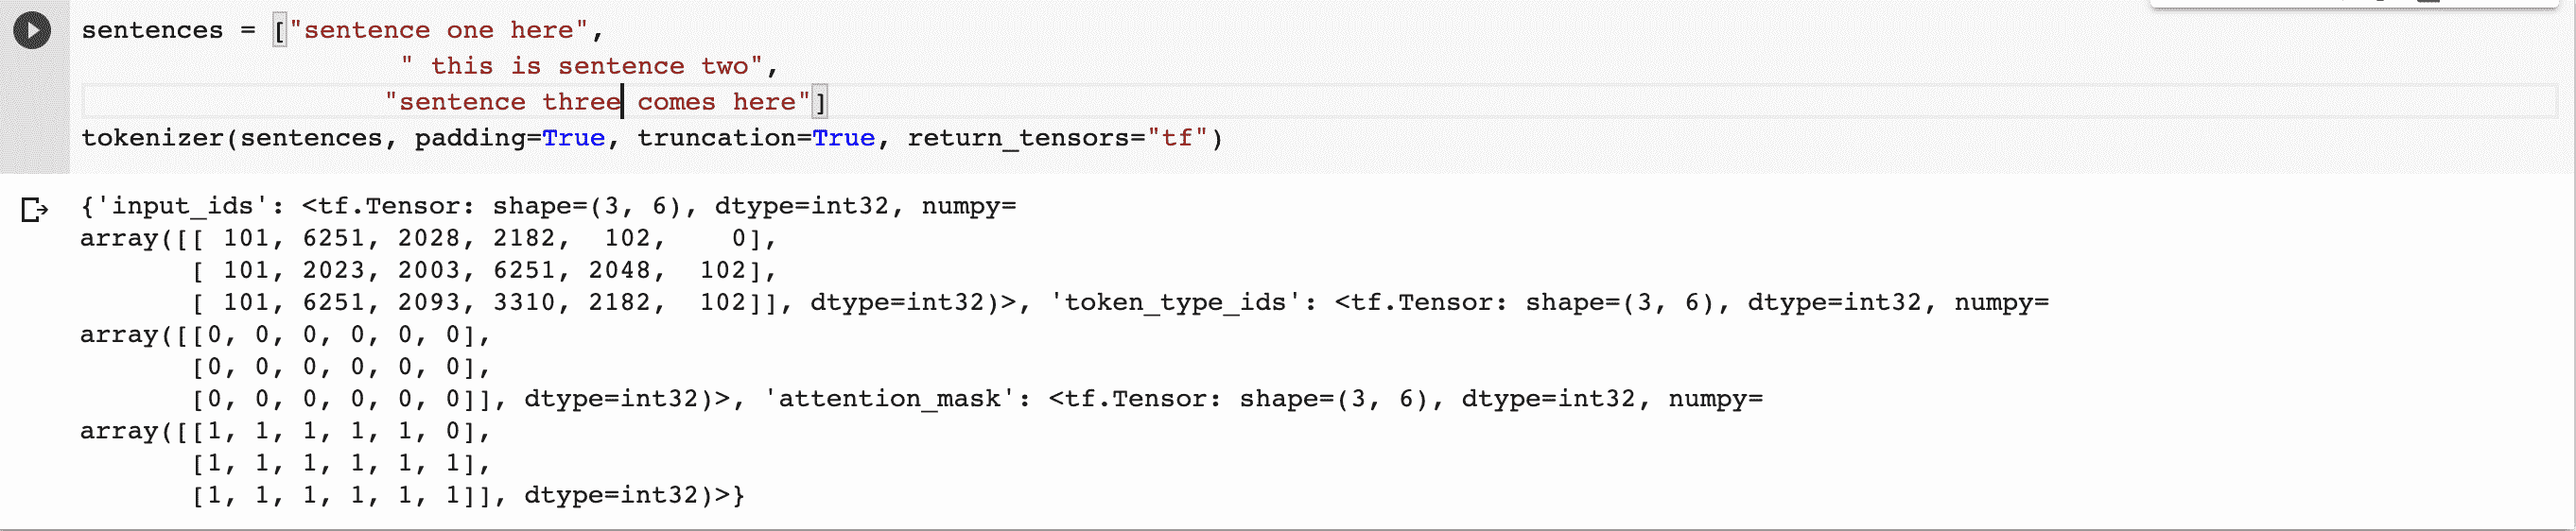 sentences = ["sentence one here",
                    " this is sentence two",
                   "sentence three comes here"]
tokenizer(sentences, padding=True, truncation=True, return_tensors="tf")
{'input_ids': <tf.Tensor: shape=(3, 6), dtype=int32, numpy=
array([[ 101, 6251, 2028, 2182,  102,    0],
       [ 101, 2023, 2003, 6251, 2048,  102],
       [ 101, 6251, 2093, 3310, 2182,  102]], dtype=int32)>, 'token_type_ids': <tf.Tensor: shape=(3, 6), dtype=int32, numpy=
array([[0, 0, 0, 0, 0, 0],
       [0, 0, 0, 0, 0, 0],
       [0, 0, 0, 0, 0, 0]], dtype=int32)>, 'attention_mask': <tf.Tensor: shape=(3, 6), dtype=int32, numpy=
array([[1, 1, 1, 1, 1, 0],
       [1, 1, 1, 1, 1, 1],
       [1, 1, 1, 1, 1, 1]], dtype=int32)>}